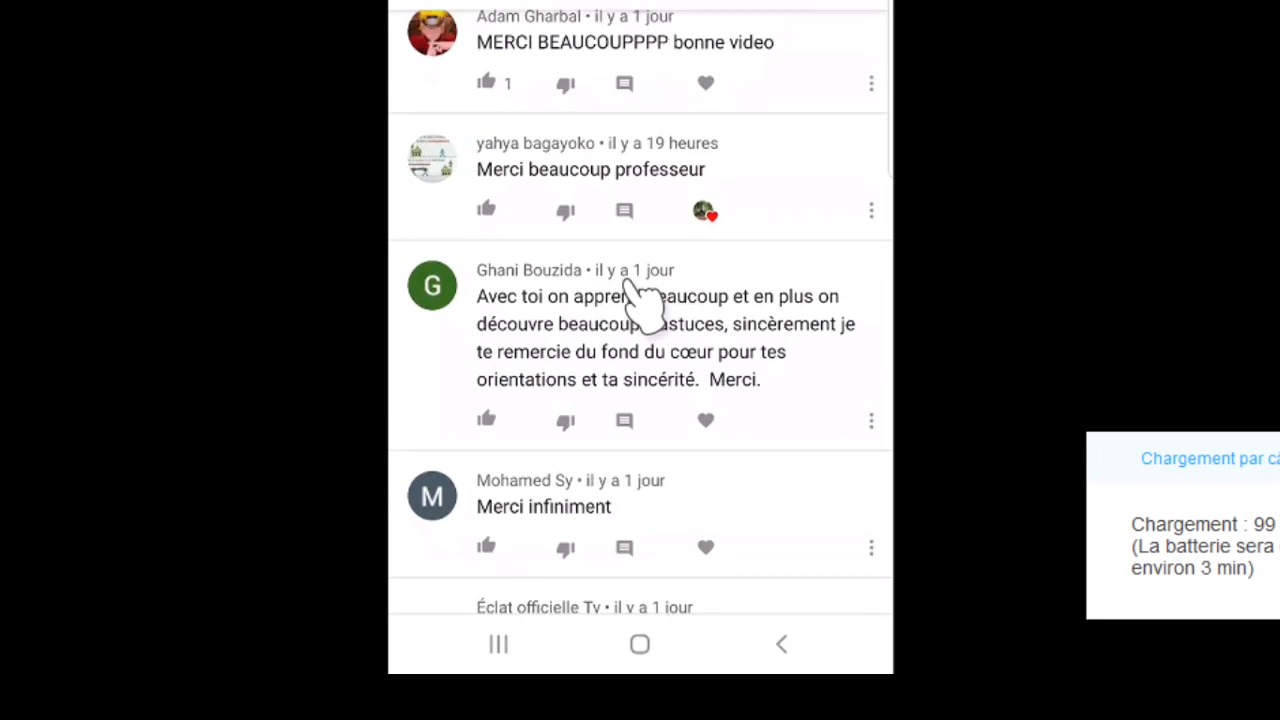 Adam Gharbal • il y a 1 jour
MERCI BEAUCOUPPPP bonne video
1
yahya bagayoko • il y a 19 heures
Merci beaucoup professeur
G
Ghani Bouzida • il y a 1 jour
Avec toi on beaucoup et en plus on
découvre beaucoup astuces, sincèrement je
te remercie du fond du cœur pour tes
orientations et ta sincérité. Merci.
M
Mohamed Sy • il y a 1 jour
Merci infiniment
Éclat officielle Tv • il y a 1 jour
Chargement par
Chargement : 99
(La batterie sera
environ 3 min)